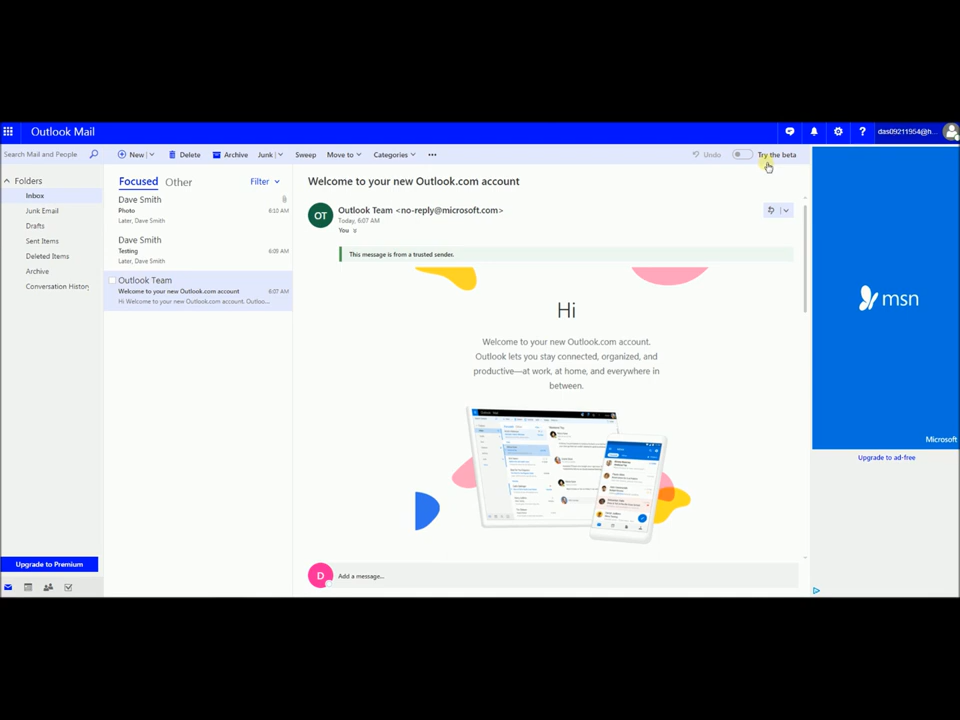 Outlook Mail
das09211954@h...
Search Mail and People
New
Delete
Archive
Junk
Sweep
Move to
Categories
Undo
Try the beta
Folders
Inbox
Junk Email
Drafts
Sent Items
Deleted Items
Archive
Conversation History
Upgrade to Premium
Focused
Other
Filter
Dave Smith
Photo
6:10 AM
Later, Dave Smith
Dave Smith
Testing
6:09 AM
Later, Dave Smith
Outlook Team
Welcome to your new Outlook.com account
6:07 AM
Hi Welcome to your new Outlook.com account. Outloo...
Welcome to your new Outlook.com account
OT
Outlook Team <no-reply@microsoft.com>
Today, 6:07 AM
You
This message is from a trusted sender.
Hi
Welcome to your new Outlook.com account.
Outlook lets you stay connected, organized, and
productive—at work, at home, and everywhere in
between.
D
Add a message...
msn
Microsoft
Upgrade to ad-free